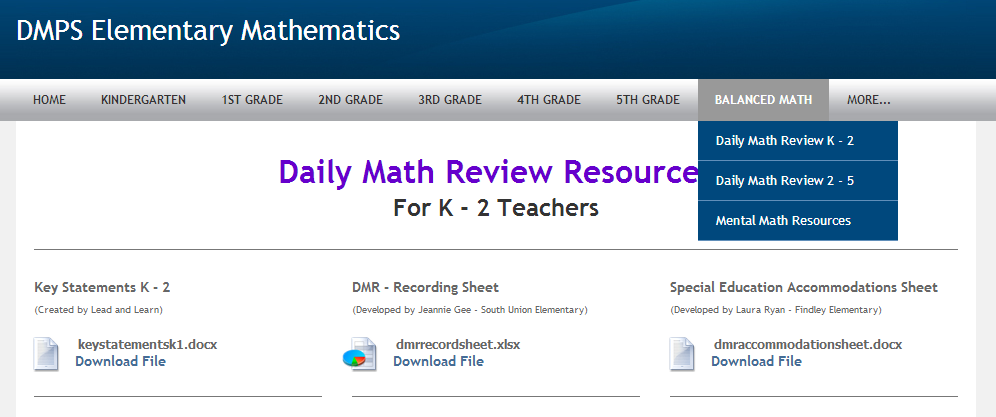 DMPS Elementary Mathematics
HOME KINDERGARTEN 1ST GRADE 2ND GRADE 3RD GRADE 4TH GRADE 5TH GRADE BALANCED MATH MORE...
Daily Math Review K - 2
Daily Math Review 2 - 5
Mental Math Resources
Daily Math Review Resource
For K - 2 Teachers
Key Statements K - 2
(Created by Lead and Learn)
keystatementsk1.docx
Download File
DMR - Recording Sheet
(Developed by Jeannie Gee - South Union Elementary)
dmrrecordsheet.xlsx
Download File
Special Education Accommodations Sheet
(Developed by Laura Ryan - Findley Elementary)
dmraccommodationsheet.docx
Download File